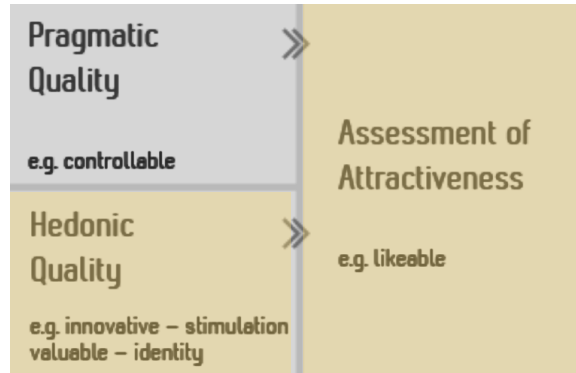 Pragmatic
Quality
e.g. controllable
Hedonic
Quality
e.g. innovative – stimulation
valuable – identity
Assessment of
Attractiveness
e.g. likeable